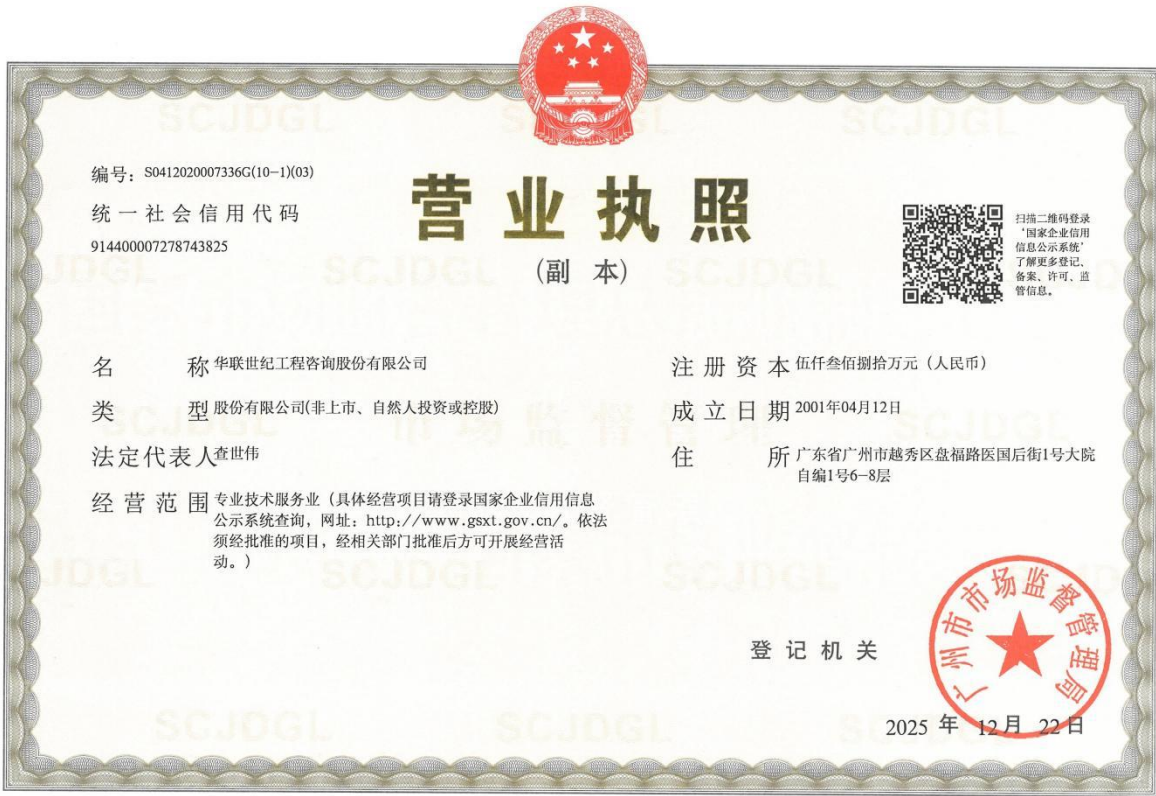 编号：S0412020007336G(10-1)(03)
统一社会信用代码
914400007278743825
营业执照
(副 本)
扫描二维码登录
‘国家企业信用
信息公示系统’
了解更多登记、
备案、许可、监
管信息。
名 称 华联世纪工程咨询股份有限公司
类 型 股份有限公司(非上市、自然人投资或控股)
法定代表人 查世伟
经营范围 专业技术服务业（具体经营项目请登录国家企业信用信息
公示系统查询，网址：http://www.gsxt.gov.cn/。依法
须经批准的项目，经相关部门批准后方可开展经营活
动。）
注册资本 伍仟叁佰捌拾万元（人民币）
成立日期 2001年04月12日
住 所 广东省广州市越秀区盘福路医国后街1号大院
自编1号6-8层
SCJDGL
市场监督管理
登记机关
广州市市场监督管理局
2025 年 12月 22日